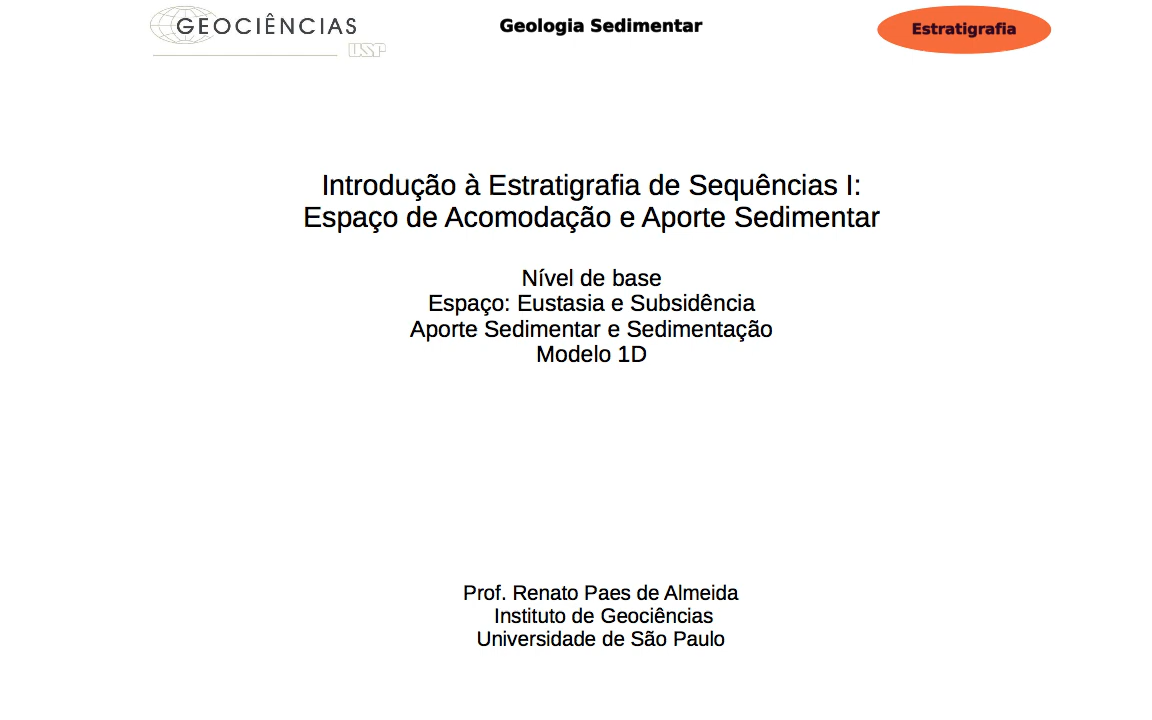 GEOCIÊNCIAS
USP
Geologia Sedimentar
Estratigrafia
Introdução à Estratigrafia de Sequências I:
Espaço de Acomodação e Aporte Sedimentar
Nível de base
Espaço: Eustasia e Subsidência
Aporte Sedimentar e Sedimentação
Modelo 1D
Prof. Renato Paes de Almeida
Instituto de Geociências
Universidade de São Paulo